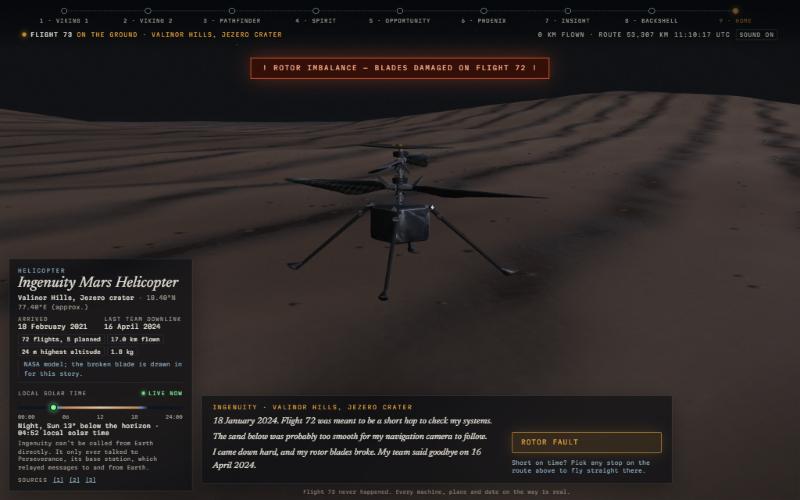 1 · VIKING 1
2 · VIKING 2
3 · PATHFINDER
4 · SPIRIT
5 · OPPORTUNITY
6 · PHOENIX
7 · INSIGHT
8 · BACKSHELL
9 · HOME
FLIGHT 73 ON THE GROUND · VALINOR HILLS, JEZERO CRATER
0 KM FLOWN · ROUTE 53,307 KM 11:10:17 UTC SOUND ON
! ROTOR IMBALANCE — BLADES DAMAGED ON FLIGHT 72 !
HELICOPTER
Ingenuity Mars Helicopter
Valinor Hills, Jezero crater · 18.40°N
77.40°E (approx.)
ARRIVED LAST TEAM DOWNLINK
18 February 2021 16 April 2024
72 flights, 5 planned 17.0 km flown
24 m highest altitude 1.8 kg
NASA model; the broken blade is drawn in
for this story.
LOCAL SOLAR TIME LIVE NOW
00:00 06 12 18 24:00
Night, Sun 13° below the horizon ·
04:52 local solar time
Ingenuity can't be called from Earth
directly. It only ever talked to
Perseverance, its base station, which
relayed messages to and from Earth.
SOURCES [1] [2] [3]
INGENUITY · VALINOR HILLS, JEZERO CRATER
18 January 2024. Flight 72 was meant to be a short hop to check my systems.
The sand below was probably too smooth for my navigation camera to follow.
I came down hard, and my rotor blades broke. My team said goodbye on 16
April 2024.
ROTOR FAULT
Short on time? Pick any stop on the
route above to fly straight there.
Flight 73 never happened. Every machine, place and date on the way is real.